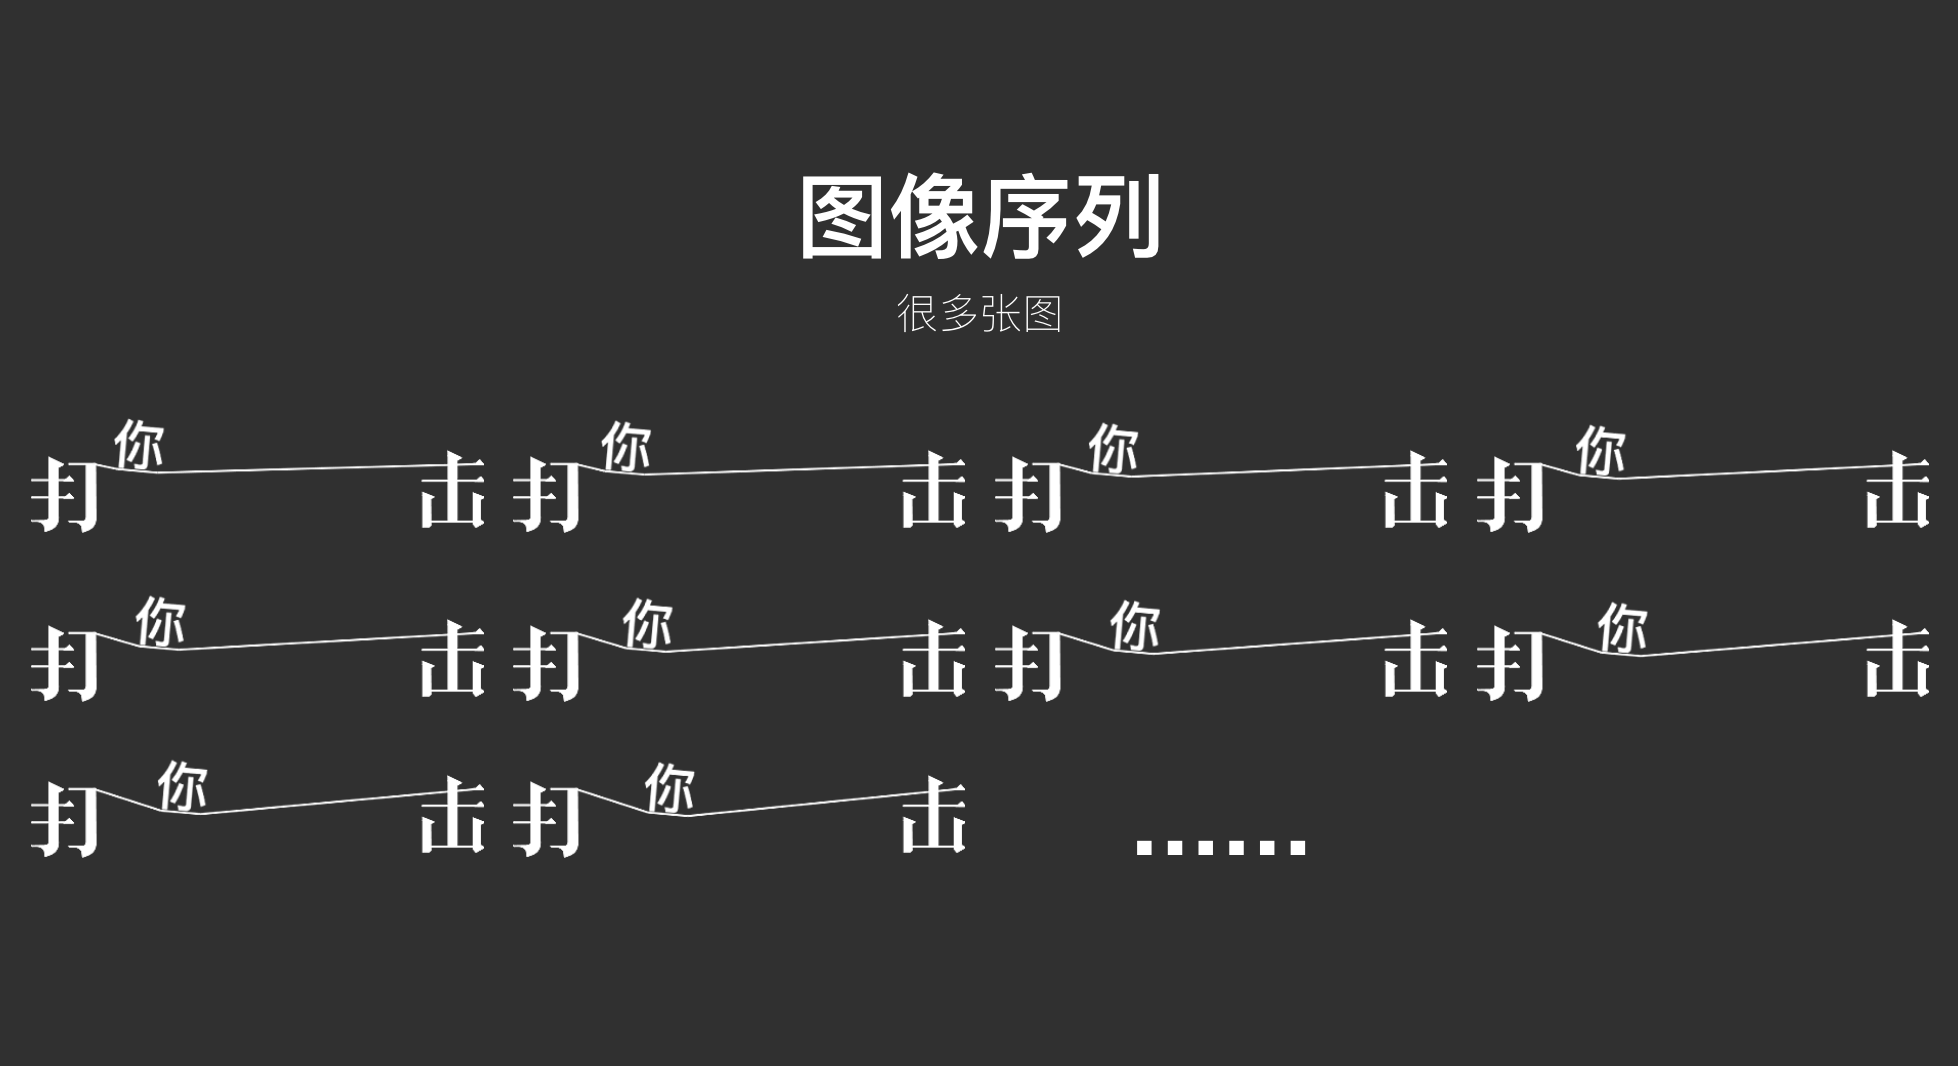 图像序列
很多张图
打 你 击 打 你 击 打 你 击 打 你 击
打 你 击 打 你 击 打 你 击 打 你 击
打 你 击 打 你 击 ......